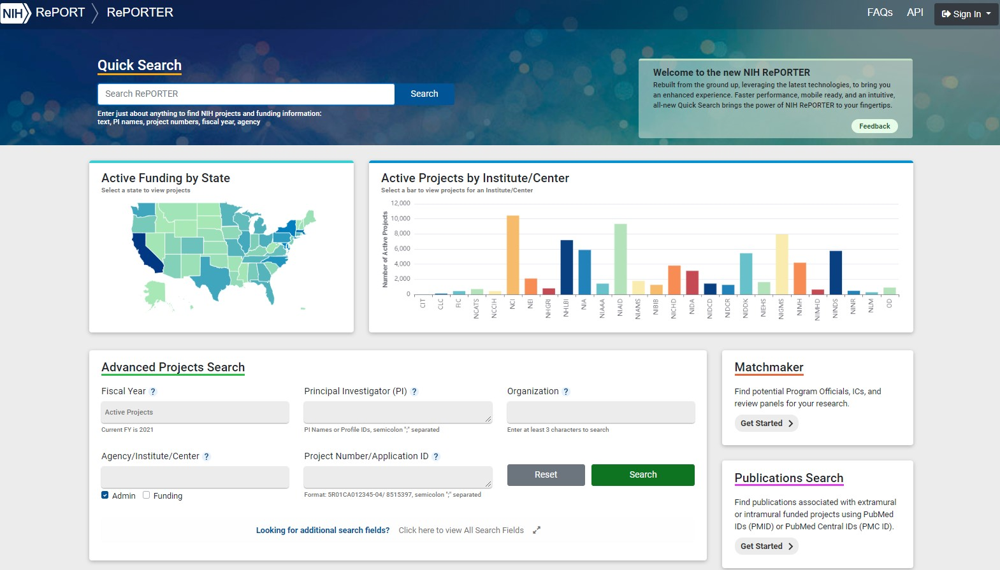 NIH RePORT RePORTER
FAQs API Sign In
Quick Search
Search RePORTER Search
Enter just about anything to find NIH projects and funding information:
text, PI names, project numbers, fiscal year, agency
Welcome to the new NIH RePORTER
Rebuilt from the ground up, leveraging the latest technologies, to bring you
an enhanced experience. Faster performance, mobile ready, and an intuitive,
all-new Quick Search brings the power of NIH RePORTER to your fingertips.
Feedback
Active Funding by State
Select a state to view projects
Active Projects by Institute/Center
Select a bar to view projects for an Institute/Center
Number of Active Projects
12,000
10,000
8,000
6,000
4,000
2,000
0
CIT CLC FIC NCATS NCCIH NCI NEI NHGRI NHLBI NIA NIAAA NIAID NIAMS NIBIB NICHD NIDA NIDCD NIDCR NIDDK NIEHS NIGMS NIMH NIMHD NINDS NINR NLM OD
Advanced Projects Search
Fiscal Year ? Principal Investigator (PI) ? Organization ?
Active Projects
Current FY is 2021 PI Names or Profile IDs, semicolon ";" separated Enter at least 3 characters to search
Agency/Institute/Center ? Project Number/Application ID ?
Reset Search
Admin Funding Format: 5R01CA012345-04/ 8515397, semicolon ";" separated
Looking for additional search fields? Click here to view All Search Fields
Matchmaker
Find potential Program Officials, ICs, and
review panels for your research.
Get Started
Publications Search
Find publications associated with extramural
or intramural funded projects using PubMed
IDs (PMID) or PubMed Central IDs (PMC ID).
Get Started